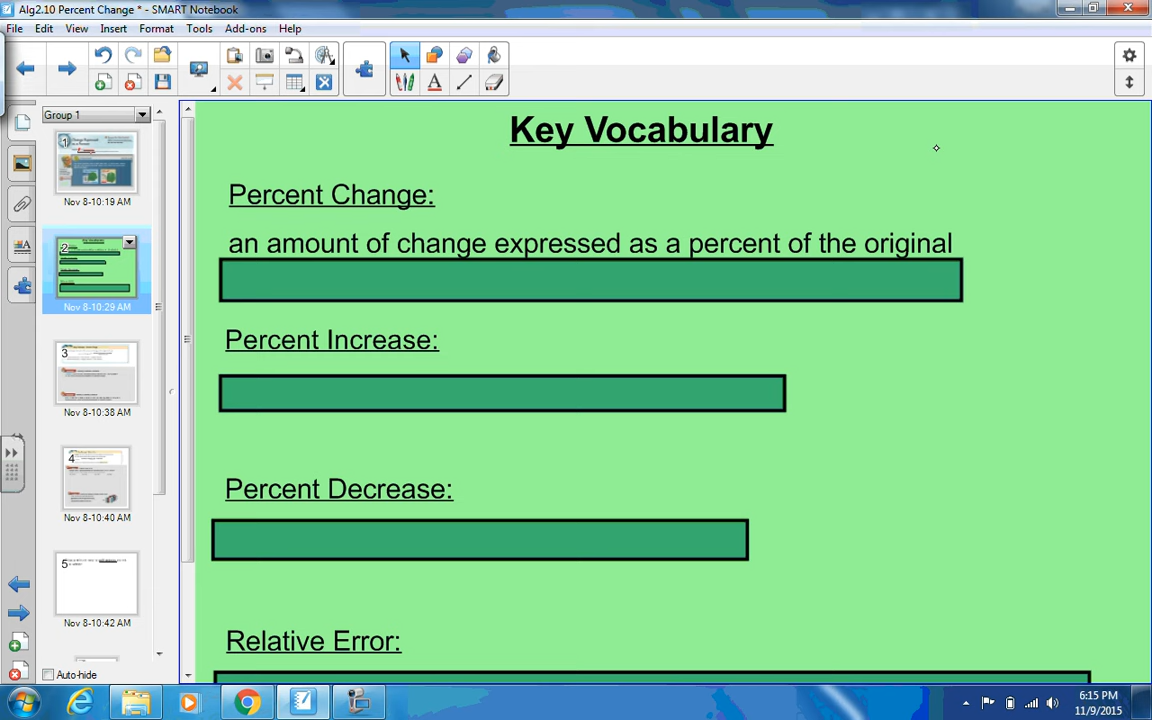 Alg2.10 Percent Change * - SMART Notebook
File Edit View Insert Format Tools Add-ons Help
Group 1
Nov 8-10:19 AM
Nov 8-10:29 AM
Nov 8-10:38 AM
Nov 8-10:40 AM
Nov 8-10:42 AM
Auto-hide
Key Vocabulary
Percent Change:
an amount of change expressed as a percent of the original
Percent Increase:
Percent Decrease:
Relative Error:
6:15 PM
11/9/2015